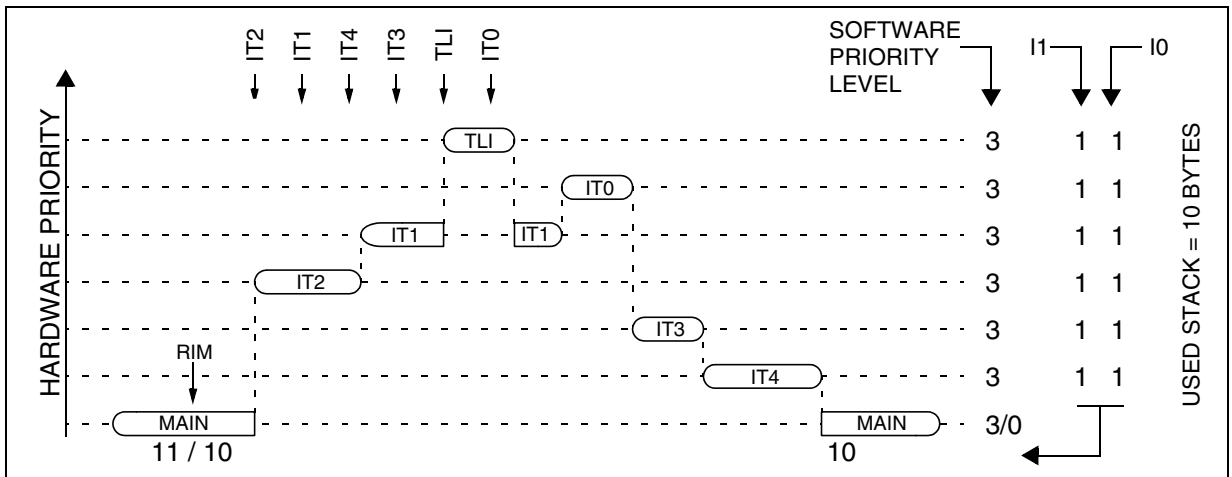 IT2
IT1
IT4
IT3
TLI
IT0
SOFTWARE
PRIORITY
LEVEL
I1
I0
HARDWARE PRIORITY
TLI
3 1 1
IT0
3 1 1
IT1
IT1
3 1 1
IT2
3 1 1
IT3
3 1 1
RIM
IT4
3 1 1
MAIN
MAIN
3/0
11 / 10
10
USED STACK = 10 BYTES